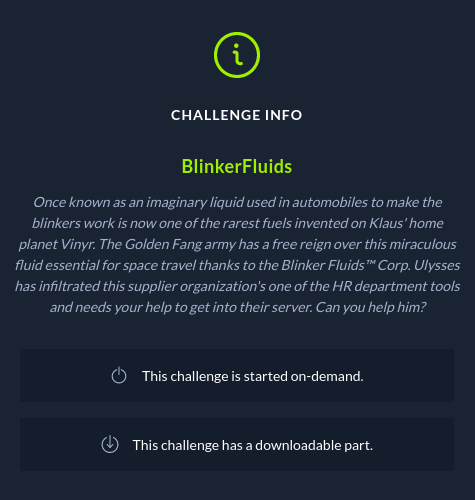 CHALLENGE INFO
BlinkerFluids
Once known as an imaginary liquid used in automobiles to make the
blinkers work is now one of the rarest fuels invented on Klaus' home
planet Vinyr. The Golden Fang army has a free reign over this miraculous
fluid essential for space travel thanks to the Blinker Fluids™ Corp. Ulysses
has infiltrated this supplier organization's one of the HR department tools
and needs your help to get into their server. Can you help him?
This challenge is started on-demand.
This challenge has a downloadable part.